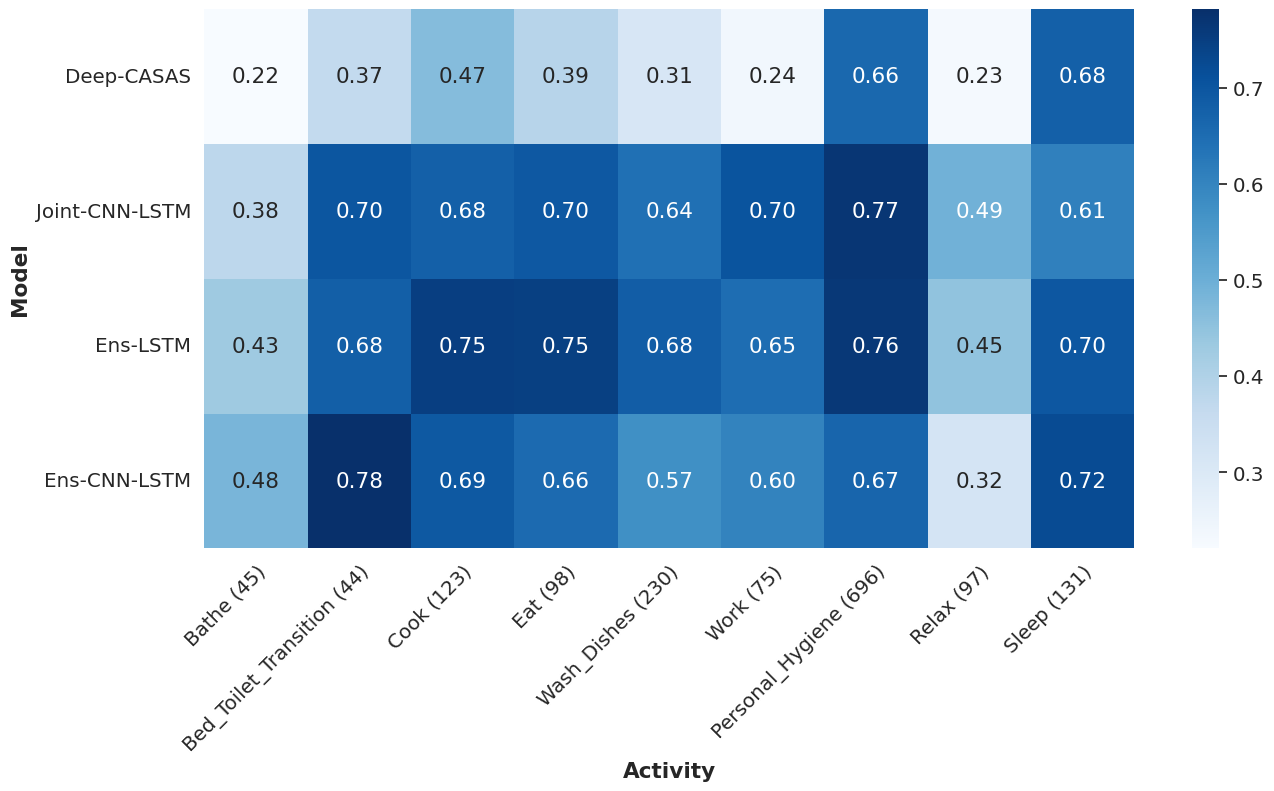 Deep-CASAS 0.22 0.37 0.47 0.39 0.31 0.24 0.66 0.23 0.68
Joint-CNN-LSTM 0.38 0.70 0.68 0.70 0.64 0.70 0.77 0.49 0.61
Ens-LSTM 0.43 0.68 0.75 0.75 0.68 0.65 0.76 0.45 0.70
Ens-CNN-LSTM 0.48 0.78 0.69 0.66 0.57 0.60 0.67 0.32 0.72
Model
Bathe (45)
Bed_Toilet_Transition (44)
Cook (123)
Eat (98)
Wash_Dishes (230)
Work (75)
Personal_Hygiene (696)
Relax (97)
Sleep (131)
Activity
0.7
0.6
0.5
0.4
0.3